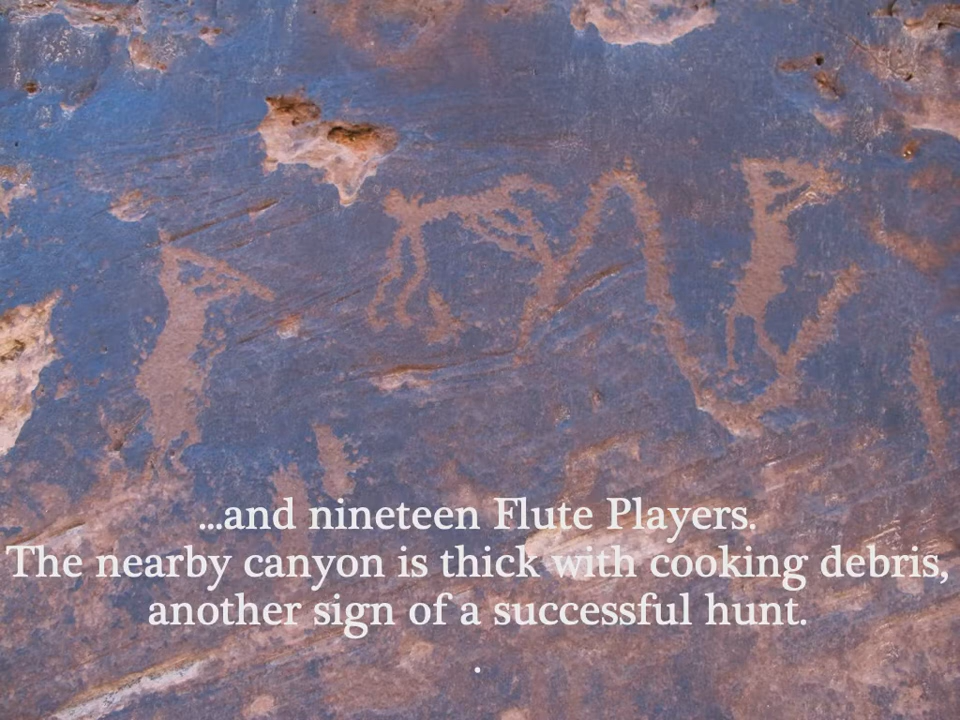 ...and nineteen Flute Players.
The nearby canyon is thick with cooking debris,
another sign of a successful hunt.
.